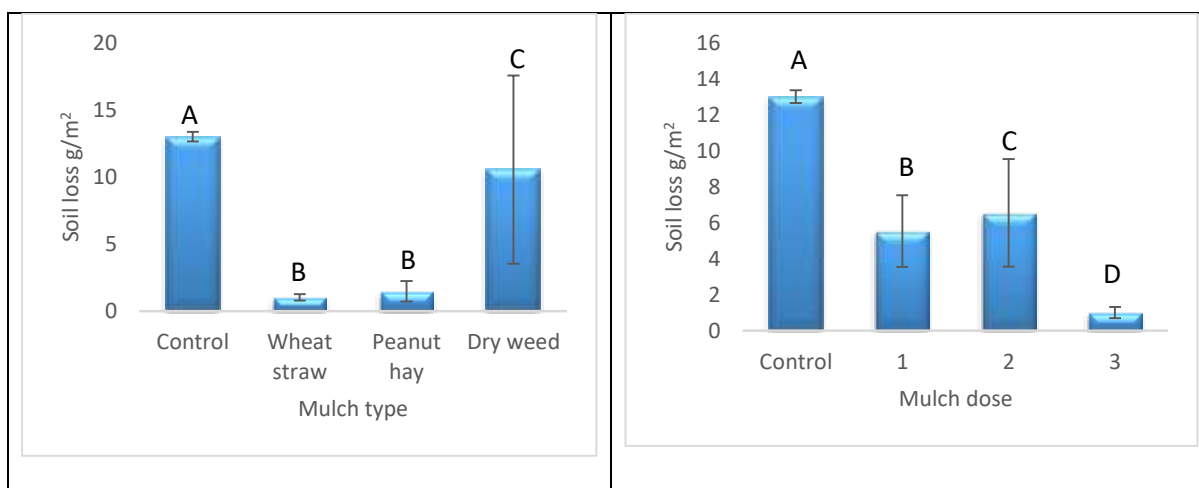 20
15
10
5
0
Soil loss g/m²
A
B
B
C
Control
Wheat
straw
Peanut
hay
Dry weed
Mulch type
16
14
12
10
8
6
4
2
0
Soil loss g/m²
A
B
C
D
Control
1
2
3
Mulch dose